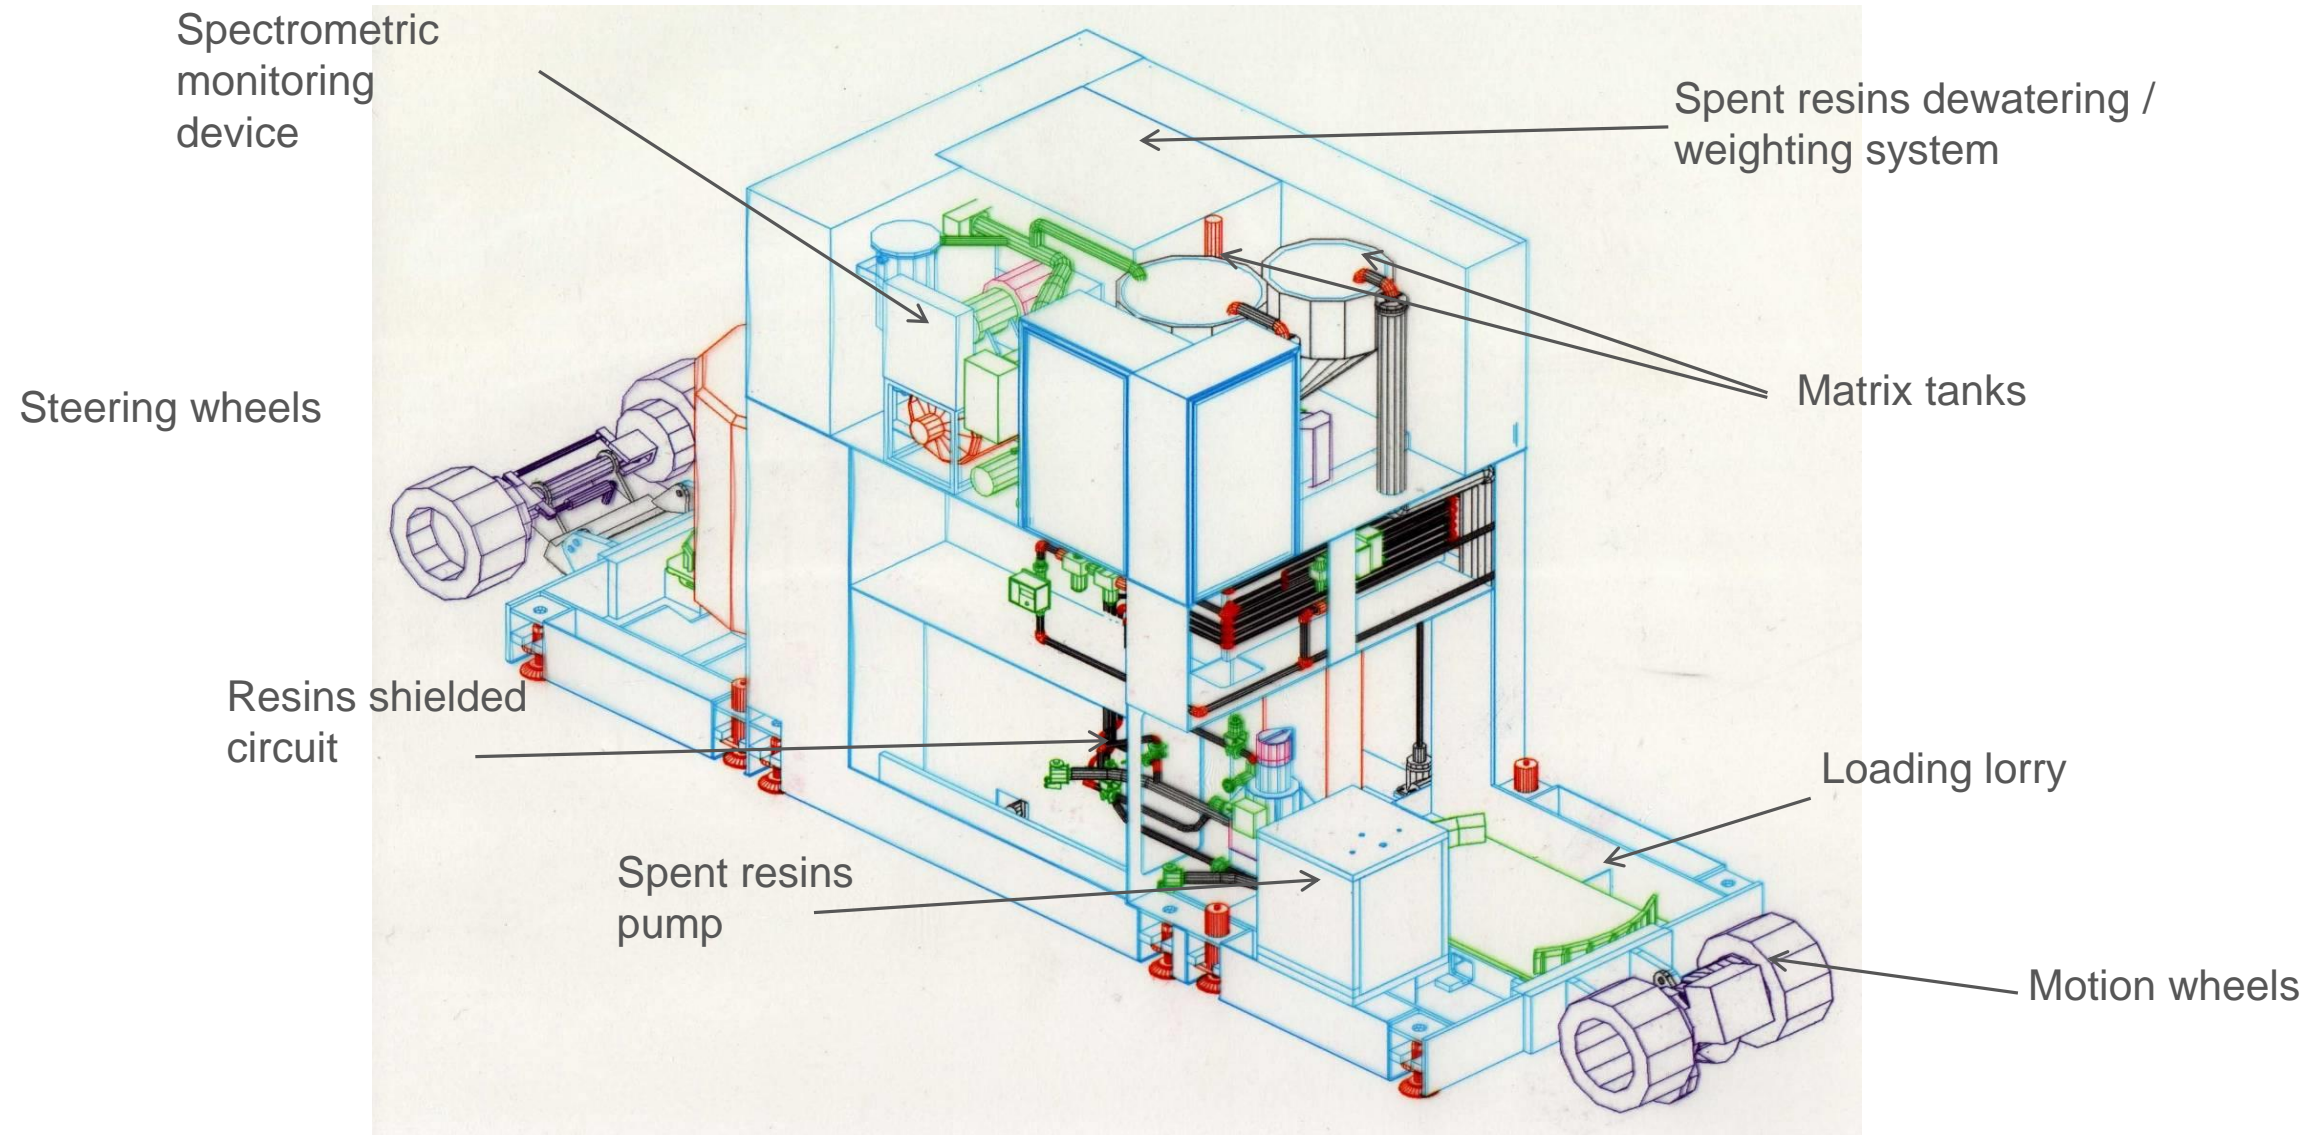 Spectrometric
monitoring
device
Spent resins dewatering /
weighting system
Steering wheels
Matrix tanks
Resins shielded
circuit
Loading lorry
Spent resins
pump
Motion wheels